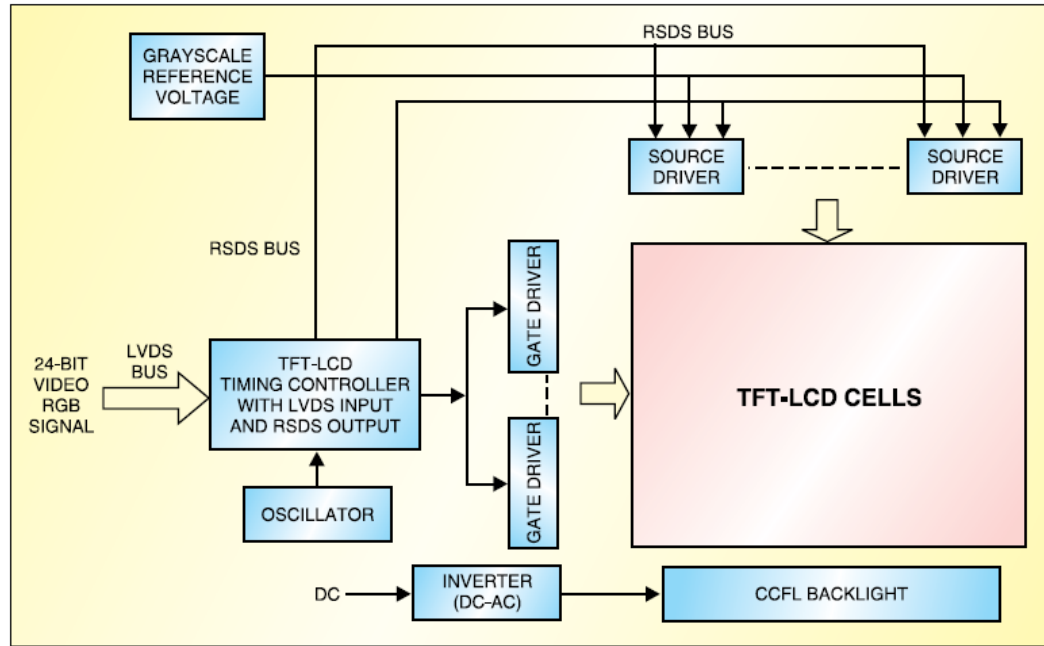 RSDS BUS
GRAYSCALE
REFERENCE
VOLTAGE
SOURCE
DRIVER
SOURCE
DRIVER
RSDS BUS
GATE DRIVER
24-BIT
VIDEO
RGB
SIGNAL
LVDS
BUS
TFT-LCD
TIMING CONTROLLER
WITH LVDS INPUT
AND RSDS OUTPUT
TFT-LCD CELLS
GATE DRIVER
OSCILLATOR
DC
INVERTER
(DC-AC)
CCFL BACKLIGHT